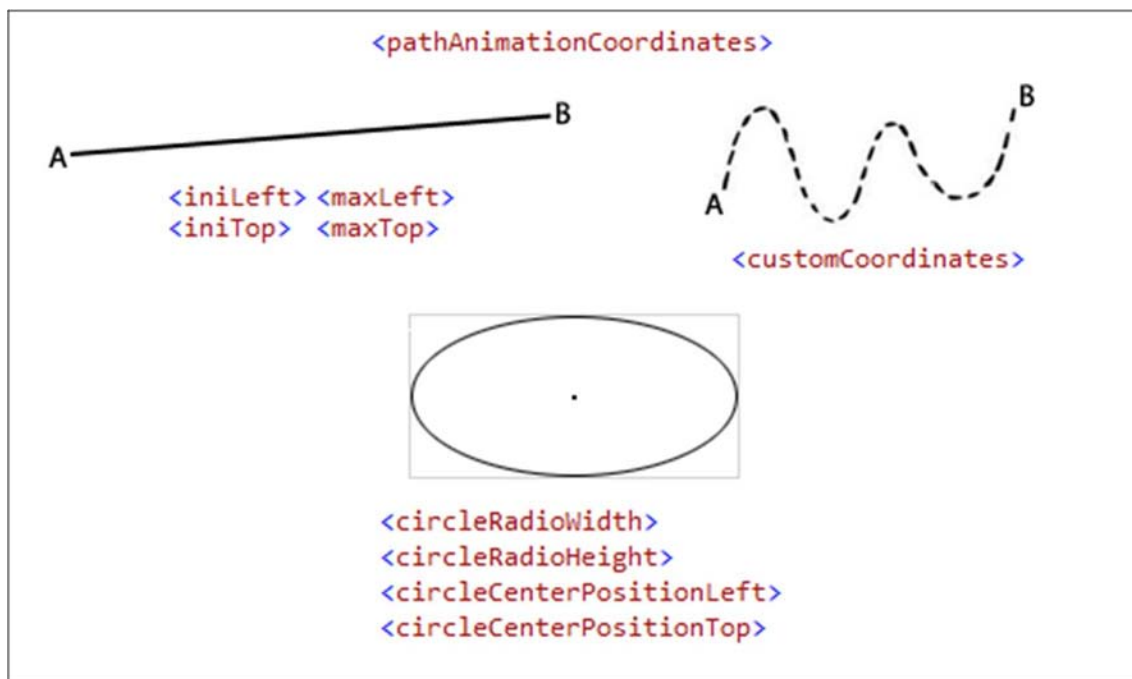 <pathAnimationCoordinates>
A
B
<iniLeft> <maxLeft>
<iniTop> <maxTop>
A
B
<customCoordinates>
<circleRadioWidth>
<circleRadioHeight>
<circleCenterPositionLeft>
<circleCenterPositionTop>